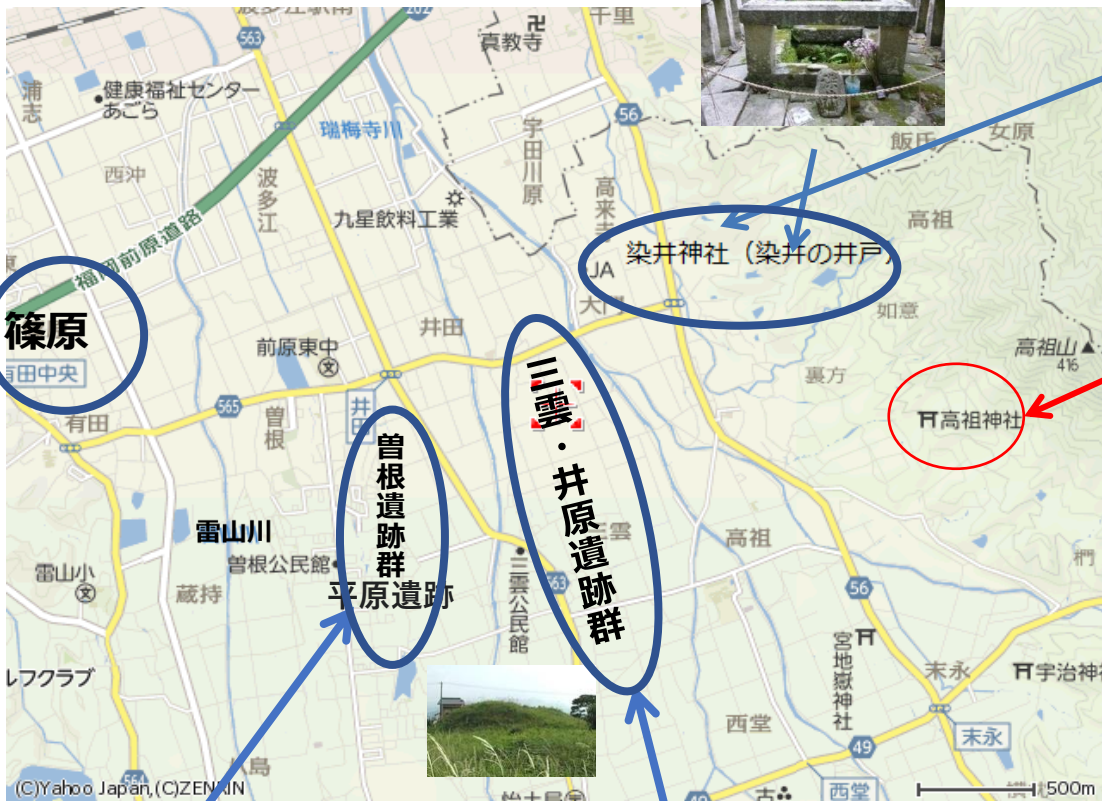 千里
563
真教寺
浦志
健康福祉センター
あごら
瑞梅寺川
宇田川原
56
飯氏
女原
西沖
波多江
九星飲料工業
高来寺
高祖
福岡前原道路
染井神社(染井の井戸)
JA
大門
篠原
井田
前原東中
文
如意
高祖山
416
有田中央
三雲・井原遺跡群
裏方
565
井田
有田
曽根
高祖神社
曽根遺跡群
雷山川
三雲
高祖
曽根公民館
雷山小
文
蔵持
平原遺跡
三雲公民館
563
56
宮地嶽神社
末永
宇治神社
ルフクラブ
西堂
末永
49
八島
564
西堂
(C)Yahoo Japan,(C)ZENRIN
49
古
500m